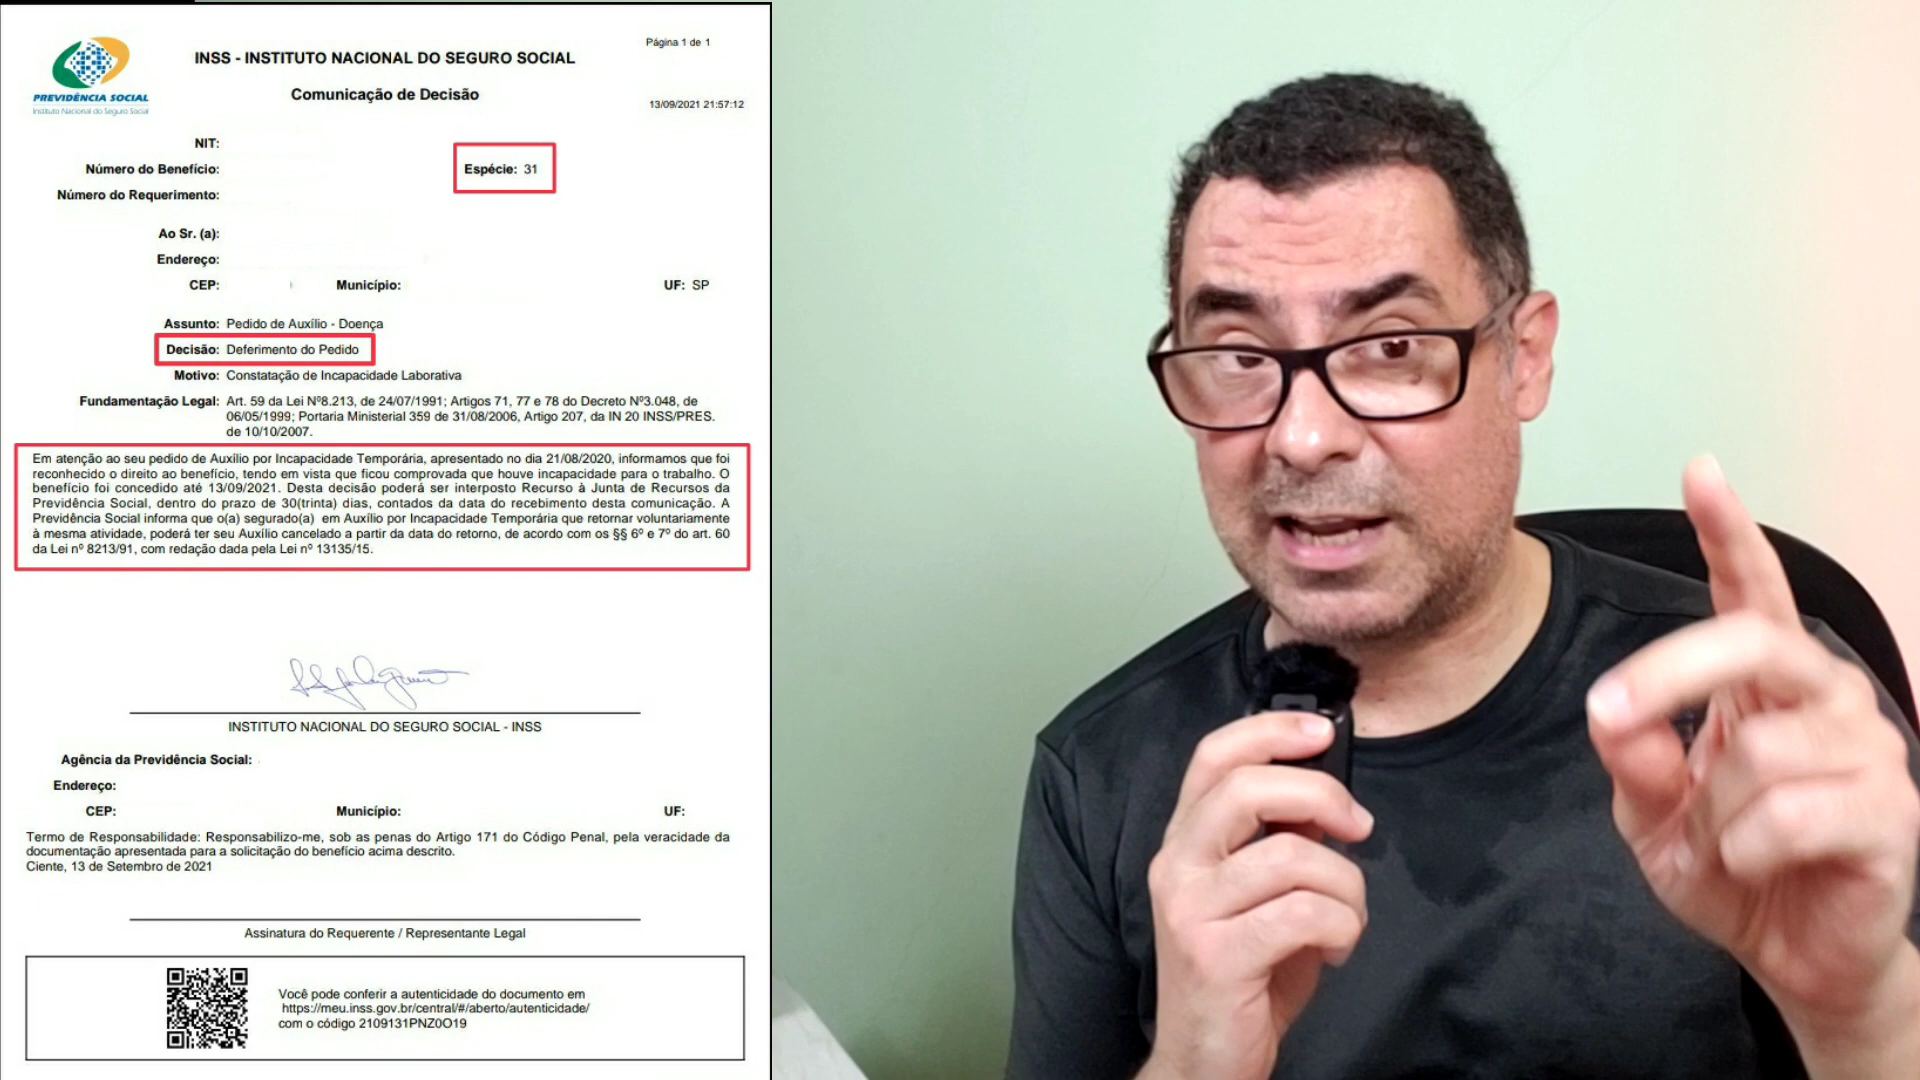 Página 1 de 1
INSS - INSTITUTO NACIONAL DO SEGURO SOCIAL
PREVIDÊNCIA SOCIAL
Instituto Nacional do Seguro Social
Comunicação de Decisão
13/09/2021 21:57:12
NIT:
Número do Benefício:
Espécie: 31
Número do Requerimento:
Ao Sr. (a):
Endereço:
CEP: Município: UF: SP
Assunto: Pedido de Auxílio - Doença
Decisão: Deferimento do Pedido
Motivo: Constatação de Incapacidade Laborativa
Fundamentação Legal: Art. 59 da Lei Nº8.213, de 24/07/1991; Artigos 71, 77 e 78 do Decreto Nº3.048, de
06/05/1999; Portaria Ministerial 359 de 31/08/2006, Artigo 207, da IN 20 INSS/PRES.
de 10/10/2007.
Em atenção ao seu pedido de Auxílio por Incapacidade Temporária, apresentado no dia 21/08/2020, informamos que foi
reconhecido o direito ao benefício, tendo em vista que ficou comprovada que houve incapacidade para o trabalho. O
benefício foi concedido até 13/09/2021. Desta decisão poderá ser interposto Recurso à Junta de Recursos da
Previdência Social, dentro do prazo de 30(trinta) dias, contados da data do recebimento desta comunicação. A
Previdência Social informa que o(a) segurado(a) em Auxílio por Incapacidade Temporária que retornar voluntariamente
à mesma atividade, poderá ter seu Auxílio cancelado a partir da data do retorno, de acordo com os §§ 6º e 7º do art. 60
da Lei nº 8213/91, com redação dada pela Lei nº 13135/15.
INSTITUTO NACIONAL DO SEGURO SOCIAL - INSS
Agência da Previdência Social:
Endereço:
CEP: Município: UF:
Termo de Responsabilidade: Responsabilizo-me, sob as penas do Artigo 171 do Código Penal, pela veracidade da
documentação apresentada para a solicitação do benefício acima descrito.
Ciente, 13 de Setembro de 2021
Assinatura do Requerente / Representante Legal
Você pode conferir a autenticidade do documento em
https://meu.inss.gov.br/central/#/aberto/autenticidade/
com o código 2109131PNZ0O19